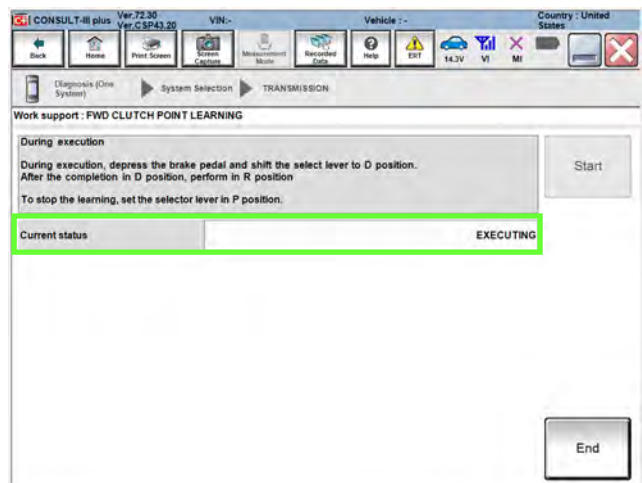 CONSULT-III plus Ver.72.30 VIN:- Vehicle : - Country : United
Ver.CSP43.20 States
Back Home Print Screen Screen Capture Measurement Mode Recorded Data Help ERT 14.3V VI MI
Diagnosis (One System) System Selection TRANSMISSION
Work support : FWD CLUTCH POINT LEARNING
During execution
During execution, depress the brake pedal and shift the select lever to D position.
After the completion in D position, perform in R position
To stop the learning, set the selector lever in P position.
Start
Current status EXECUTING
End